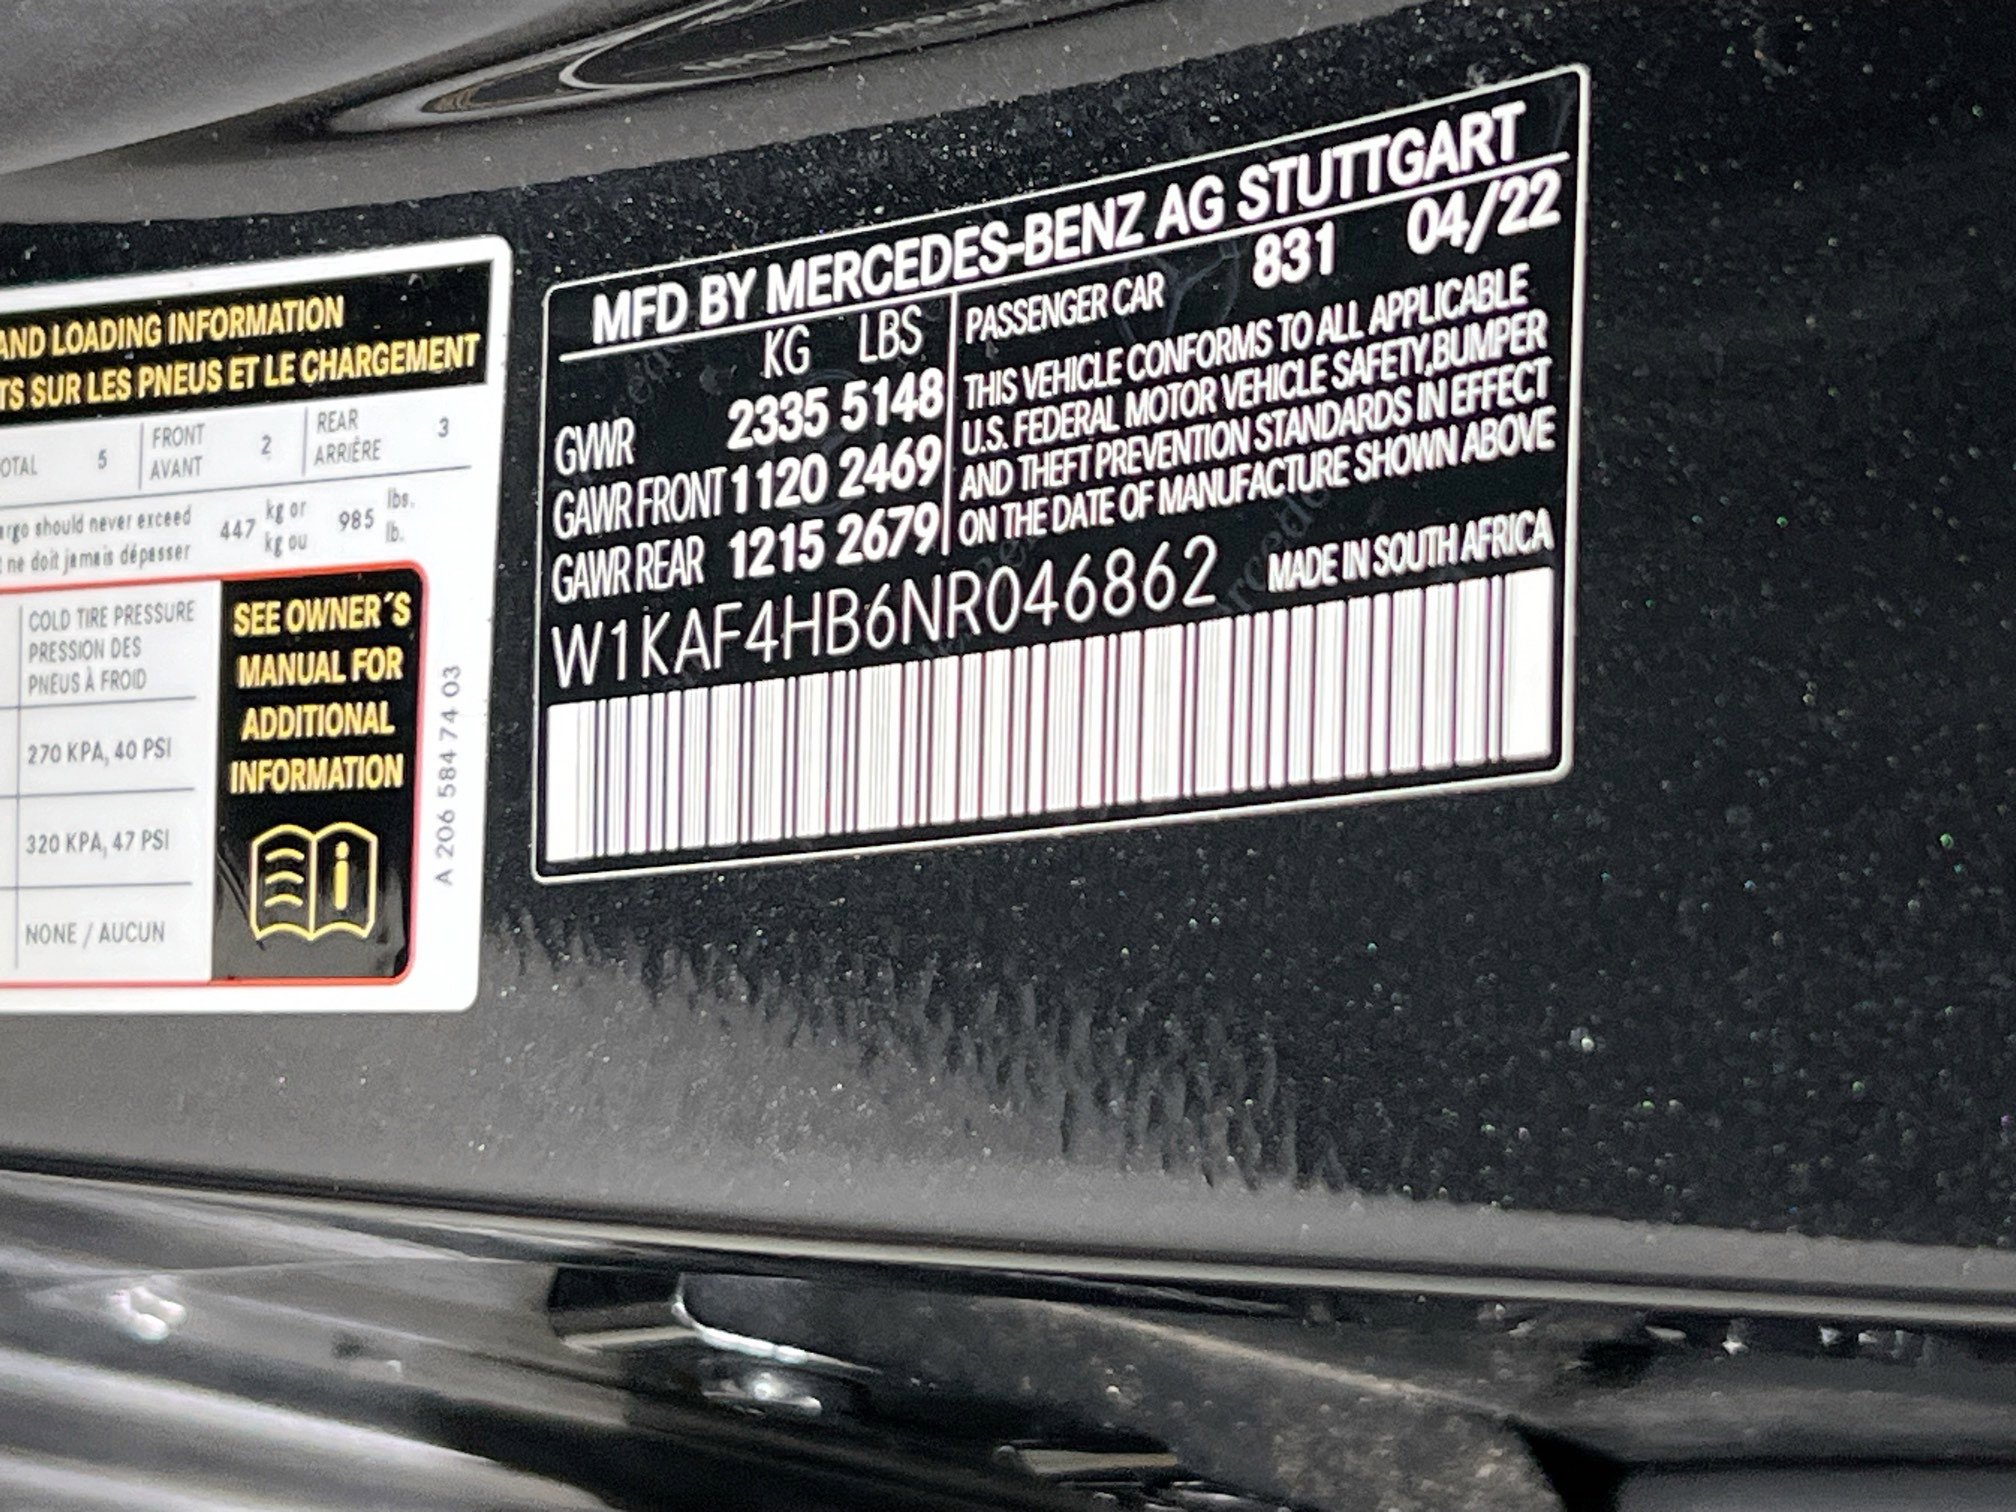 AND LOADING INFORMATION
TS SUR LES PNEUS ET LE CHARGEMENT
OTAL 5 FRONT AVANT 2 REAR ARRIÈRE 3
argo should never exceed 447 kg or 985 lbs.
ne doit jamais dépasser kg ou lb.
COLD TIRE PRESSURE
PRESSION DES
PNEUS À FROID
270 KPA, 40 PSI
320 KPA, 47 PSI
NONE / AUCUN
SEE OWNER´S
MANUAL FOR
ADDITIONAL
INFORMATION
A 206 584 74 03
MFD BY MERCEDES-BENZ AG STUTTGART
KG LBS
GVWR 2335 5148
GAWR FRONT 1120 2469
GAWR REAR 1215 2679
PASSENGER CAR 831 04/22
THIS VEHICLE CONFORMS TO ALL APPLICABLE
U.S. FEDERAL MOTOR VEHICLE SAFETY,BUMPER
AND THEFT PREVENTION STANDARDS IN EFFECT
ON THE DATE OF MANUFACTURE SHOWN ABOVE
W1KAF4HB6NR046862 MADE IN SOUTH AFRICA